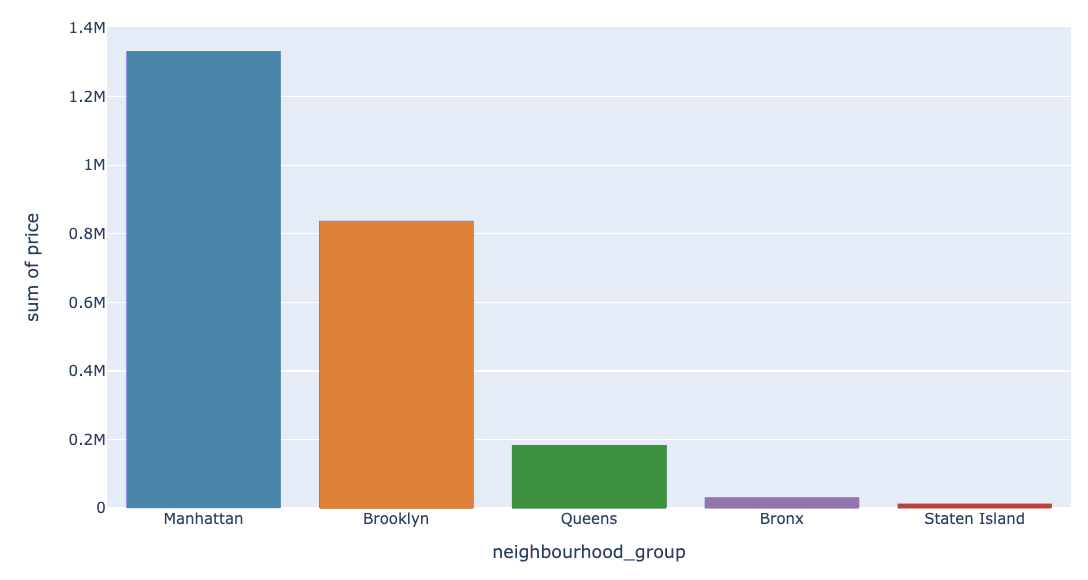 1.4M
1.2M
1M
0.8M
0.6M
0.4M
0.2M
0
sum of price
Manhattan
Brooklyn
Queens
Bronx
Staten Island
neighbourhood_group